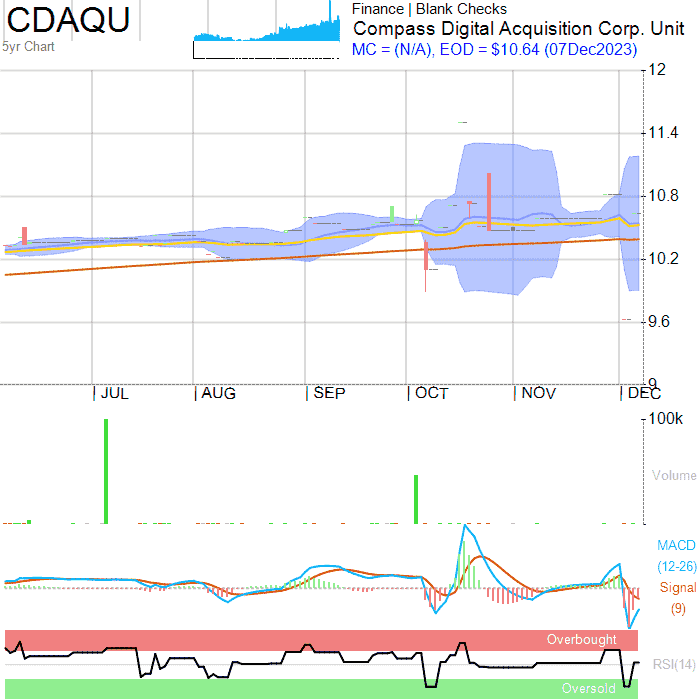 CDAQU
5yr Chart
Finance | Blank Checks
Compass Digital Acquisition Corp. Unit
MC = (N/A), EOD = $10.64 (07Dec2023)
12
11.4
10.8
10.2
9.6
9
JUL AUG SEP OCT NOV DEC
100k
Volume
MACD
(12-26)
Signal
(9)
Overbought
RSI(14)
Oversold